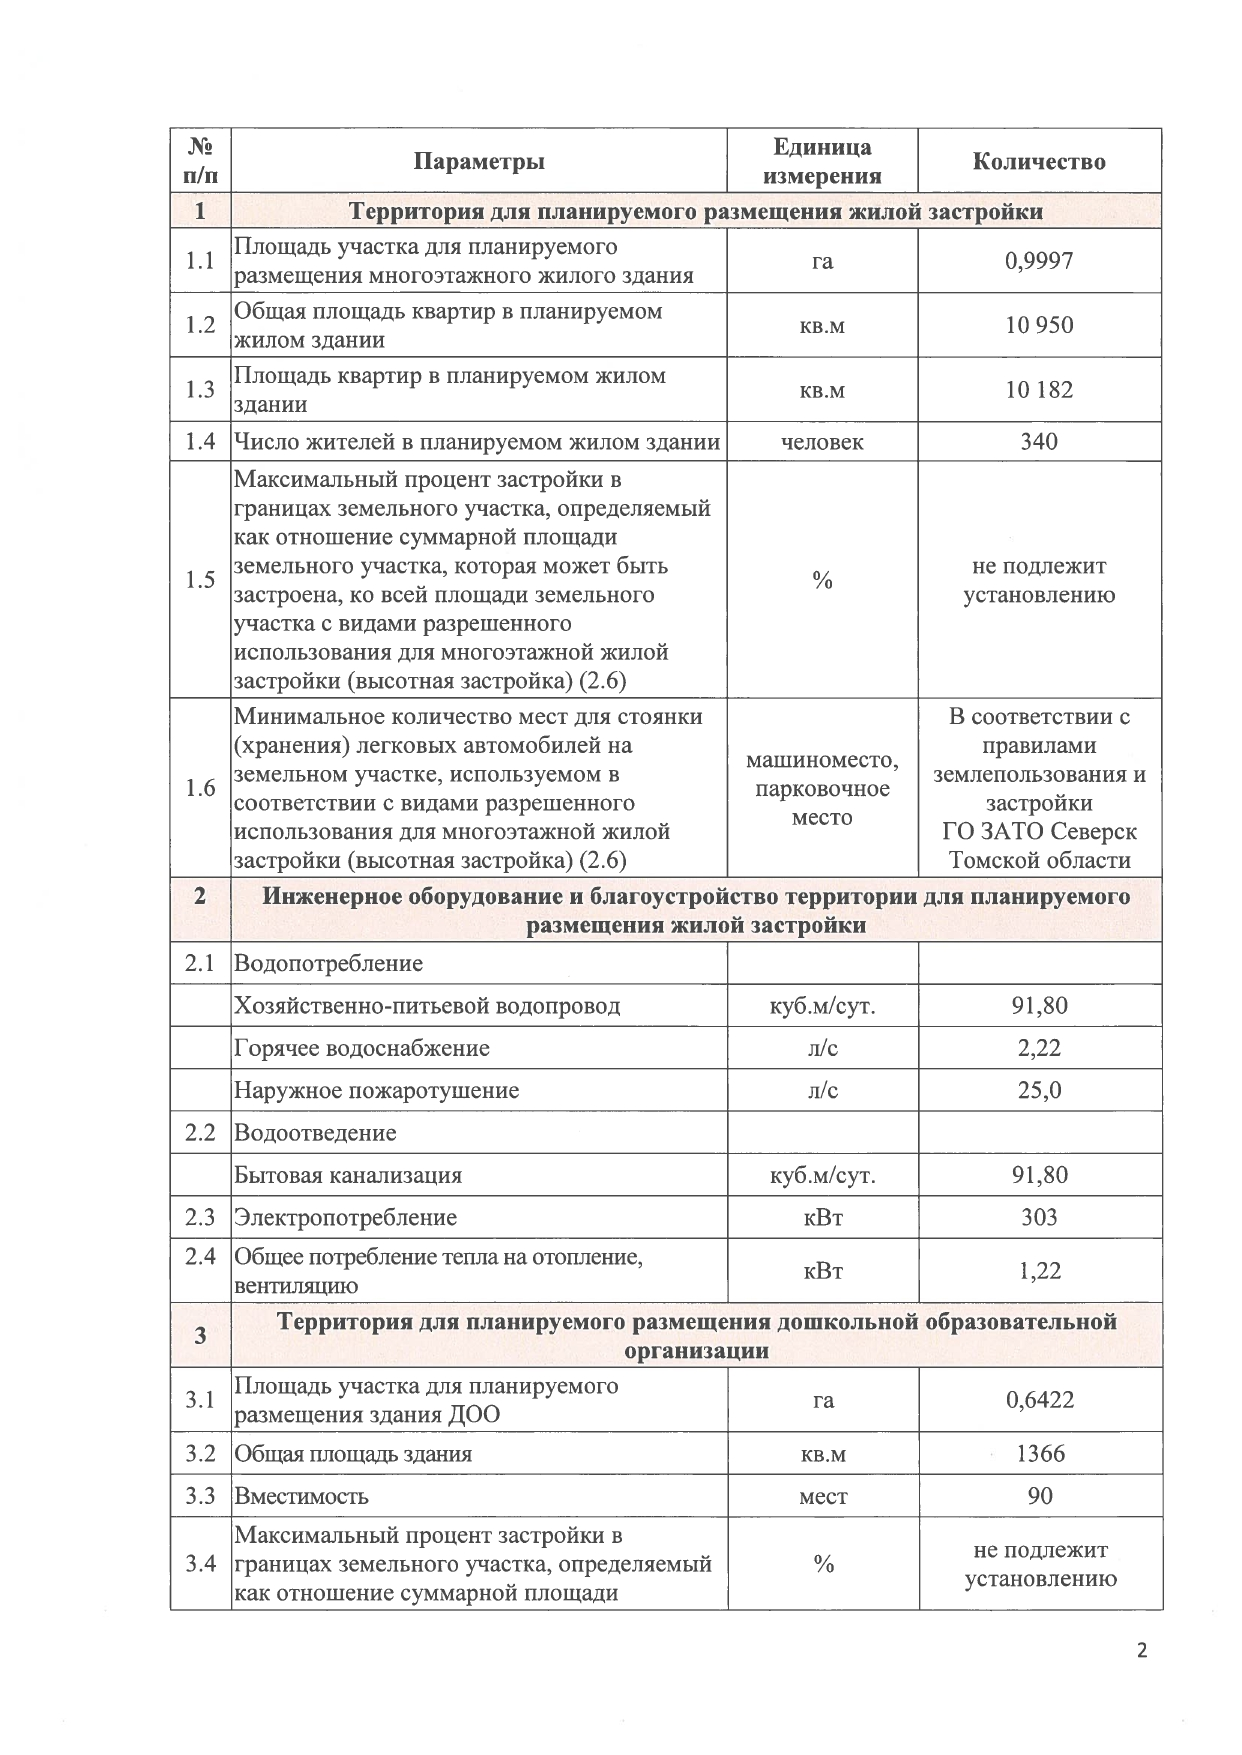 №
п/п
Параметры
Единица
измерения
Количество
1
Территория для планируемого размещения жилой застройки
1.1
Площадь участка для планируемого
размещения многоэтажного жилого здания
га
0,9997
1.2
Общая площадь квартир в планируемом
жилом здании
кв.м
10 950
1.3
Площадь квартир в планируемом жилом
здании
кв.м
10 182
1.4
Число жителей в планируемом жилом здании
человек
340
1.5
Максимальный процент застройки в
границах земельного участка, определяемый
как отношение суммарной площади
земельного участка, которая может быть
застроена, ко всей площади земельного
участка с видами разрешенного
использования для многоэтажной жилой
застройки (высотная застройка) (2.6)
%
не подлежит
установлению
1.6
Минимальное количество мест для стоянки
(хранения) легковых автомобилей на
земельном участке, используемом в
соответствии с видами разрешенного
использования для многоэтажной жилой
застройки (высотная застройка) (2.6)
машиноместо,
парковочное
место
В соответствии с
правилами
землепользования и
застройки
ГО ЗАТО Северск
Томской области
2
Инженерное оборудование и благоустройство территории для планируемого
размещения жилой застройки
2.1
Водопотребление
Хозяйственно-питьевой водопровод
куб.м/сут.
91,80
Горячее водоснабжение
л/с
2,22
Наружное пожаротушение
л/с
25,0
2.2
Водоотведение
Бытовая канализация
куб.м/сут.
91,80
2.3
Электропотребление
кВт
303
2.4
Общее потребление тепла на отопление,
вентиляцию
кВт
1,22
3
Территория для планируемого размещения дошкольной образовательной
организации
3.1
Площадь участка для планируемого
размещения здания ДОО
га
0,6422
3.2
Общая площадь здания
кв.м
1366
3.3
Вместимость
мест
90
3.4
Максимальный процент застройки в
границах земельного участка, определяемый
как отношение суммарной площади
%
не подлежит
установлению
2